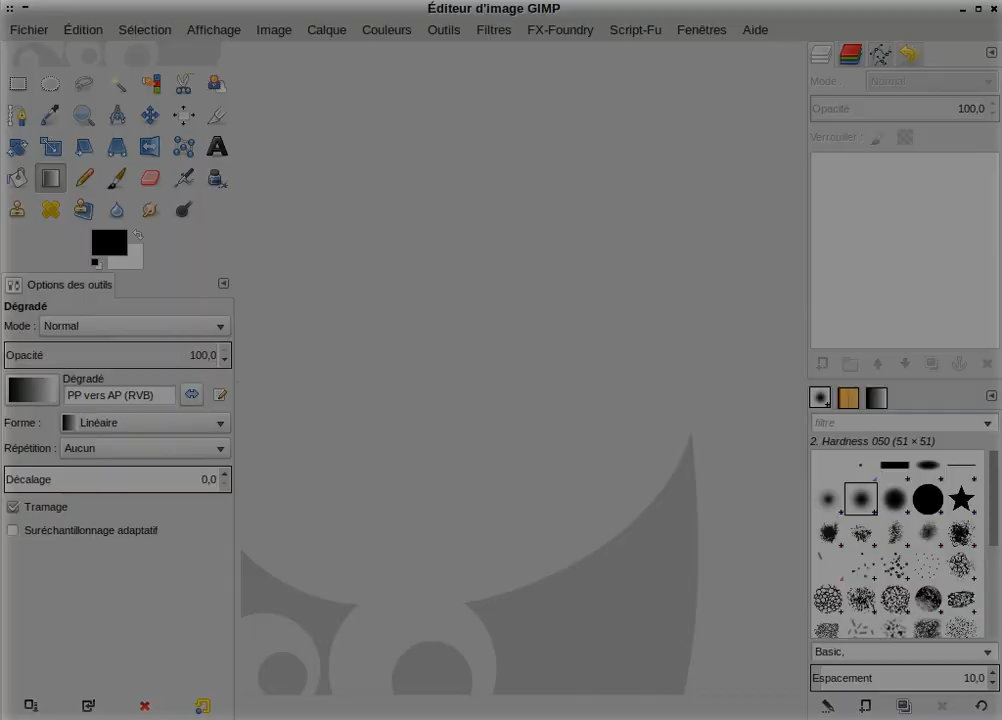 Éditeur d'image GIMP
Fichier Édition Sélection Affichage Image Calque Couleurs Outils Filtres FX-Foundry Script-Fu Fenêtres Aide
Mode : Normal
Opacité 100,0
Verrouiller :
Options des outils
Dégradé
Mode : Normal
Opacité 100,0
Dégradé
PP vers AP (RVB)
Forme : Linéaire
Répétition : Aucun
Décalage 0,0
Tramage
Suréchantillonnage adaptatif
filtre
2. Hardness 050 (51 × 51)
Basic,
Espacement 10,0